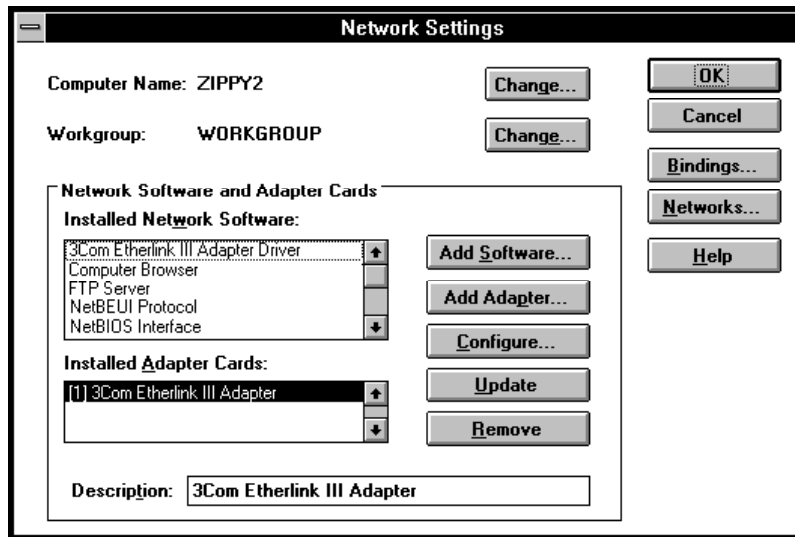 Network Settings
Computer Name: ZIPPY2
Change...
OK
Cancel
Workgroup: WORKGROUP
Change...
Bindings...
Networks...
Help
Network Software and Adapter Cards
Installed Network Software:
3Com Etherlink III Adapter Driver
Computer Browser
FTP Server
NetBEUI Protocol
NetBIOS Interface
Add Software...
Add Adapter...
Configure...
Update
Remove
Installed Adapter Cards:
[1] 3Com Etherlink III Adapter
Description: 3Com Etherlink III Adapter